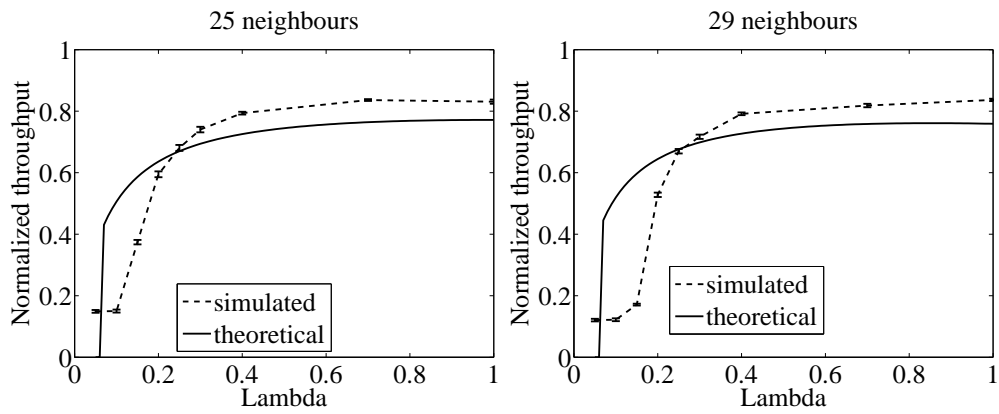 25 neighbours
Normalized throughput
1
0.8
0.6
0.4
0.2
0
0 0.2 0.4 0.6 0.8 1
Lambda
simulated
theoretical
29 neighbours
Normalized throughput
1
0.8
0.6
0.4
0.2
0
0 0.2 0.4 0.6 0.8 1
Lambda
simulated
theoretical